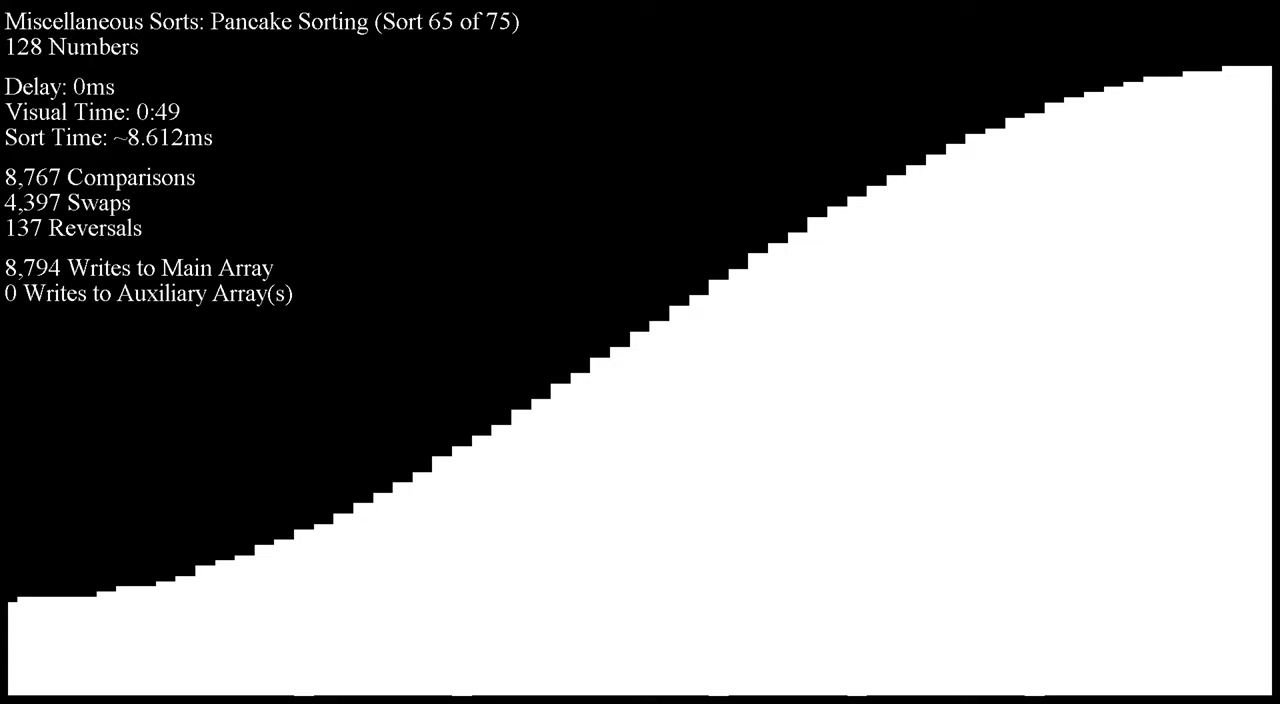 Miscellaneous Sorts: Pancake Sorting (Sort 65 of 75)
128 Numbers
Delay: 0ms
Visual Time: 0:49
Sort Time: ~8.612ms
8,767 Comparisons
4,397 Swaps
137 Reversals
8,794 Writes to Main Array
0 Writes to Auxiliary Array(s)